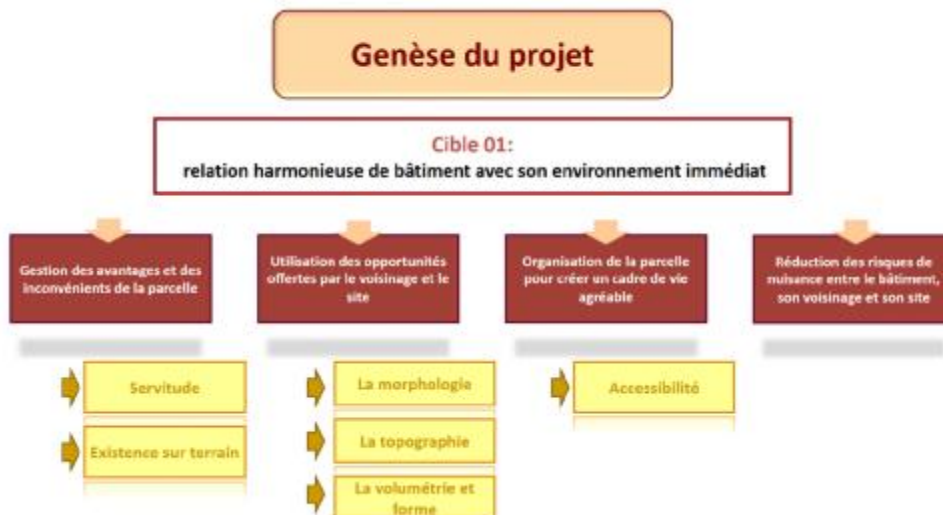 Genèse du projet
Cible 01:
relation harmonieuse de bâtiment avec son environnement immédiat
Gestion des avantages et des
inconvénients de la parcelle
Utilisation des opportunités
offertes par le voisinage et le
site
Organisation de la parcelle
pour créer un cadre de vie
agréable
Réduction des risques de
nuisance entre le bâtiment,
son voisinage et son site
Servitude
Existence sur terrain
La morphologie
La topographie
La volumétrie et
forme
Accessibilité